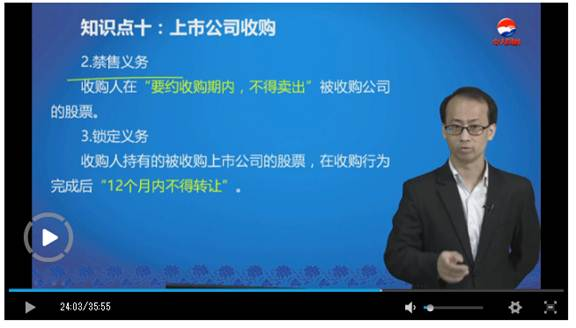 知识点十：上市公司收购
2.禁售义务
收购人在“要约收购期内，不得卖出”被收购公司
的股票。
3.锁定义务
收购人持有的被收购上市公司的股票，在收购行为
完成后“12个月内不得转让”。
24:03/35:55